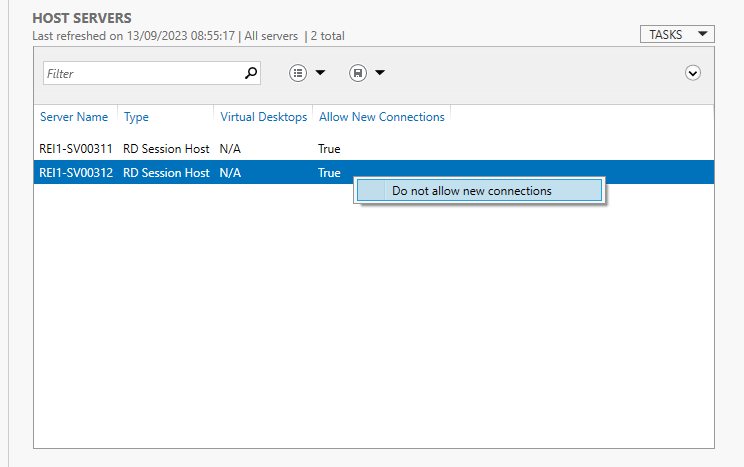 HOST SERVERS
Last refreshed on 13/09/2023 08:55:17 | All servers | 2 total
TASKS
Filter
Server Name Type Virtual Desktops Allow New Connections
REI1-SV00311 RD Session Host N/A True
REI1-SV00312 RD Session Host N/A True
Do not allow new connections